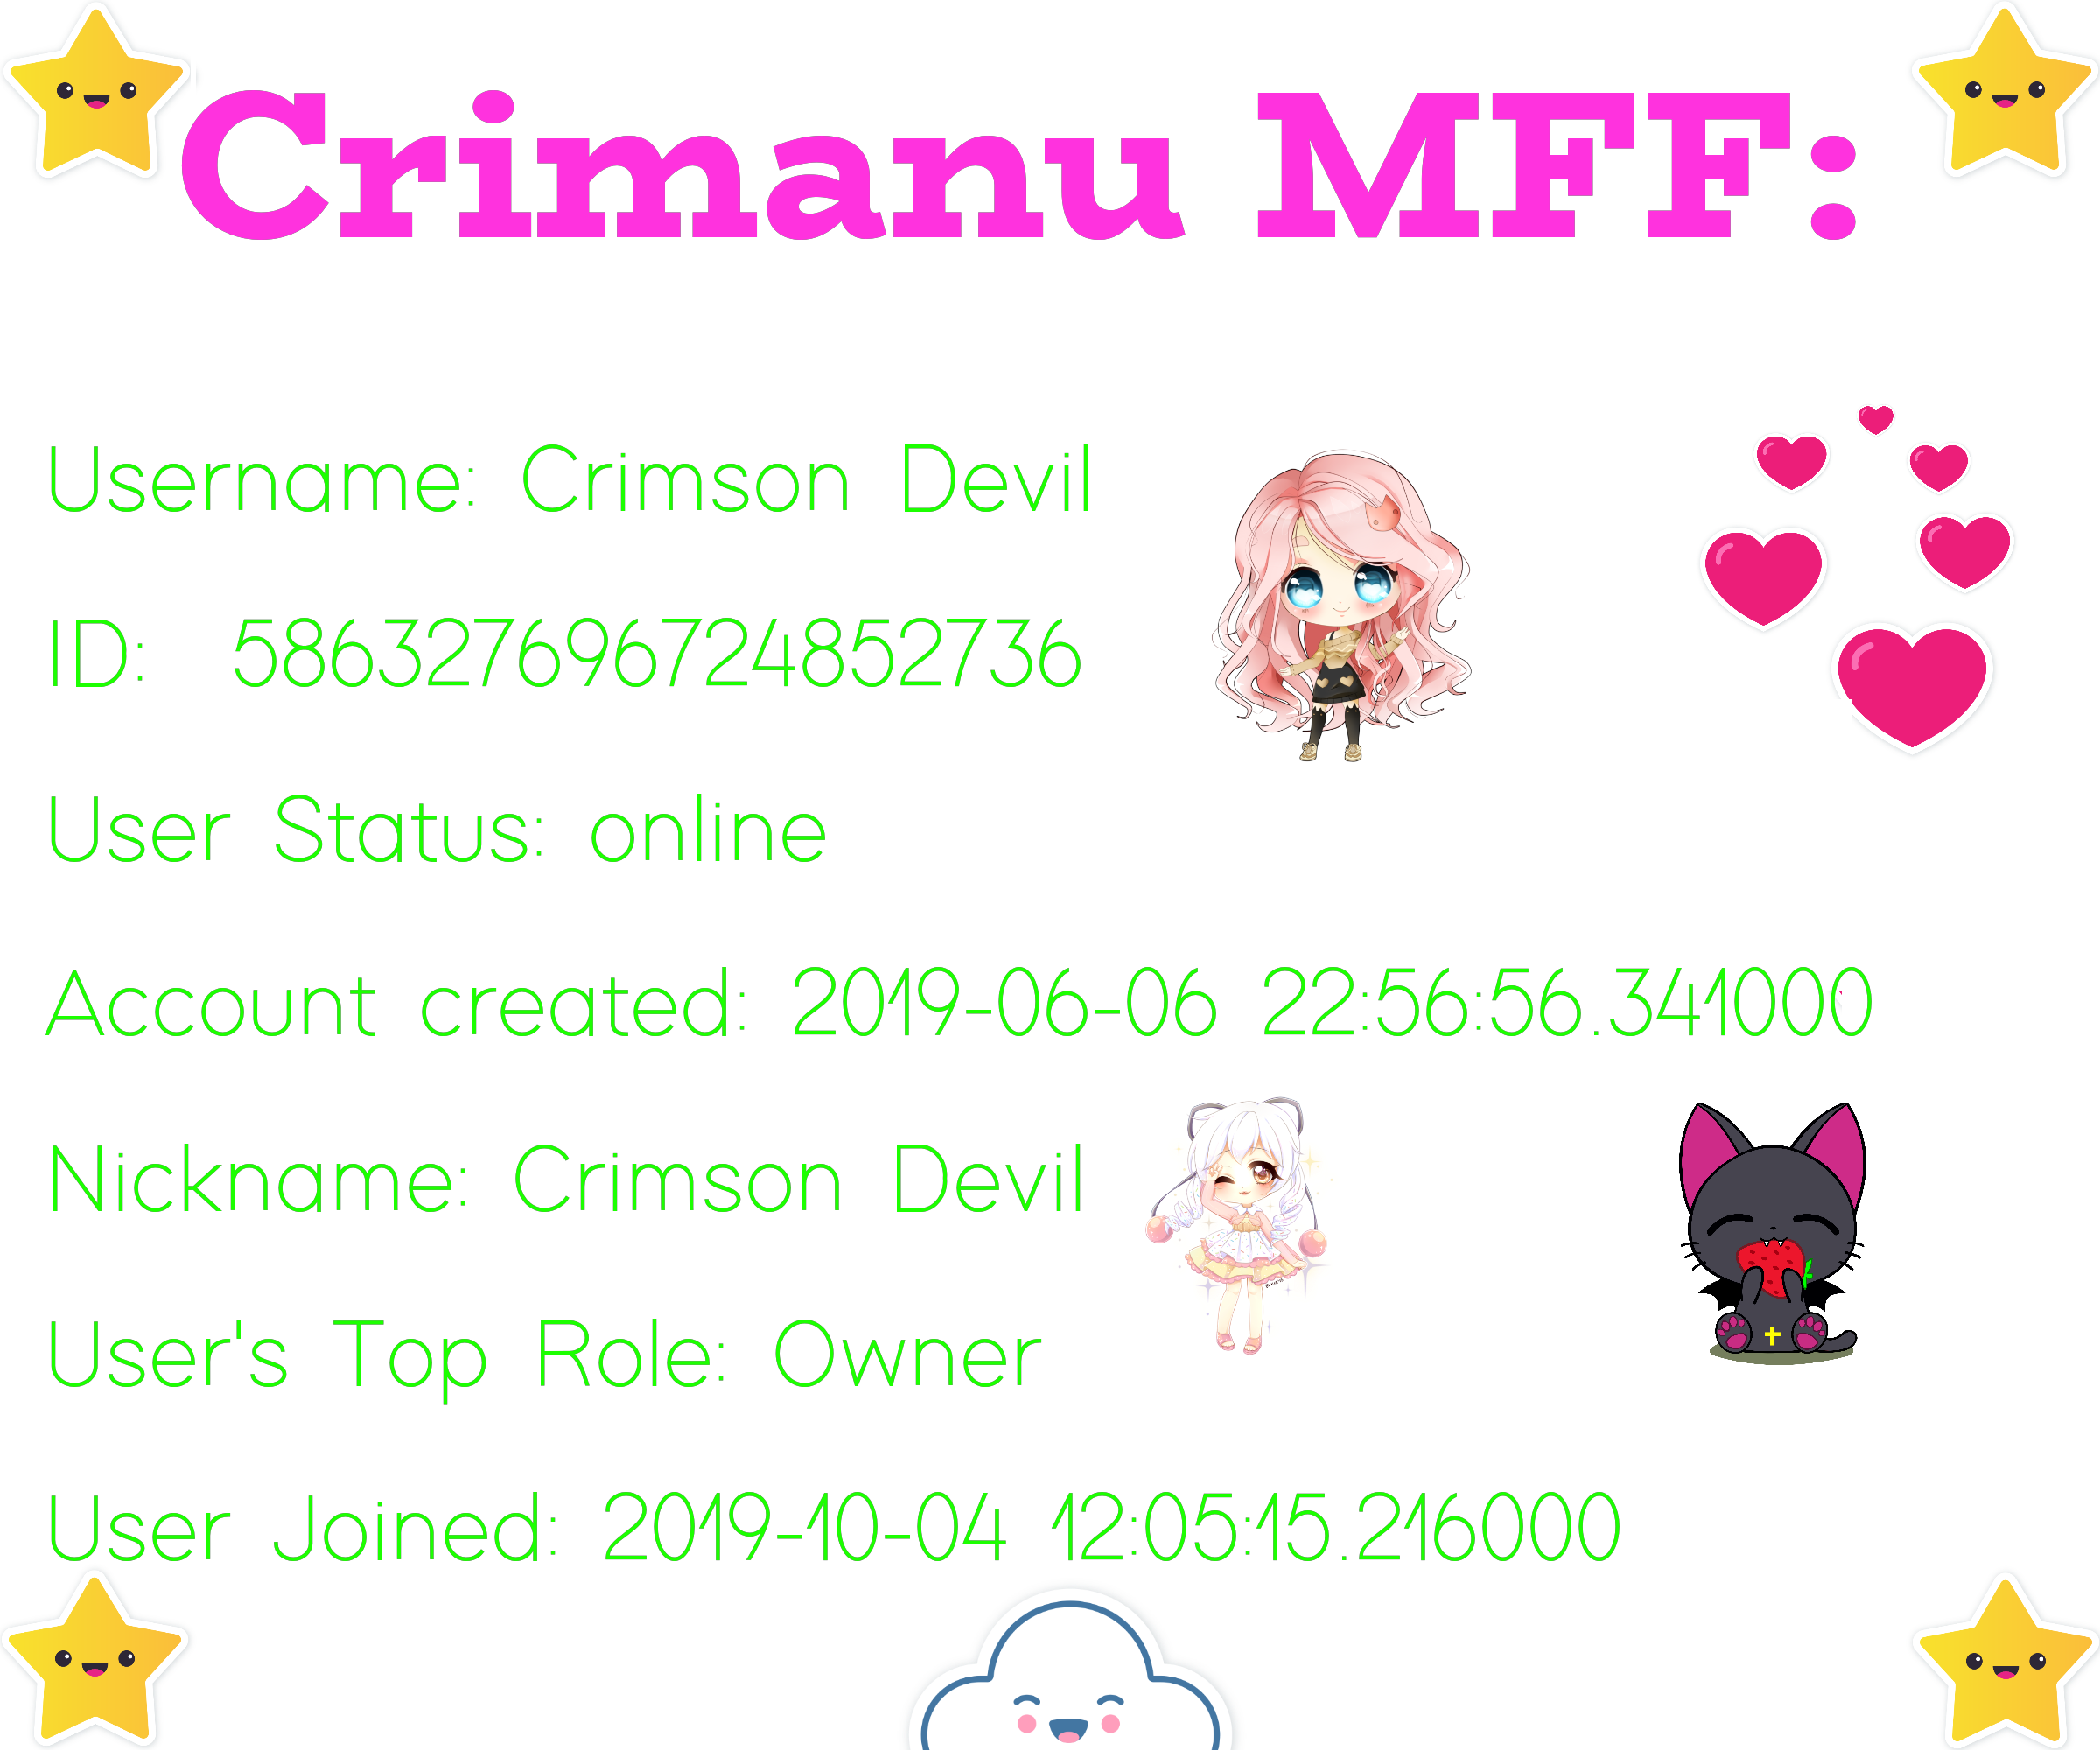 Crimanu MFF:
Username: Crimson Devil
ID: 586327696724852736
User Status: online
Account created: 2019-06-06 22:56:56.341000
Nickname: Crimson Devil
User's Top Role: Owner
User Joined: 2019-10-04 12:05:15.216000